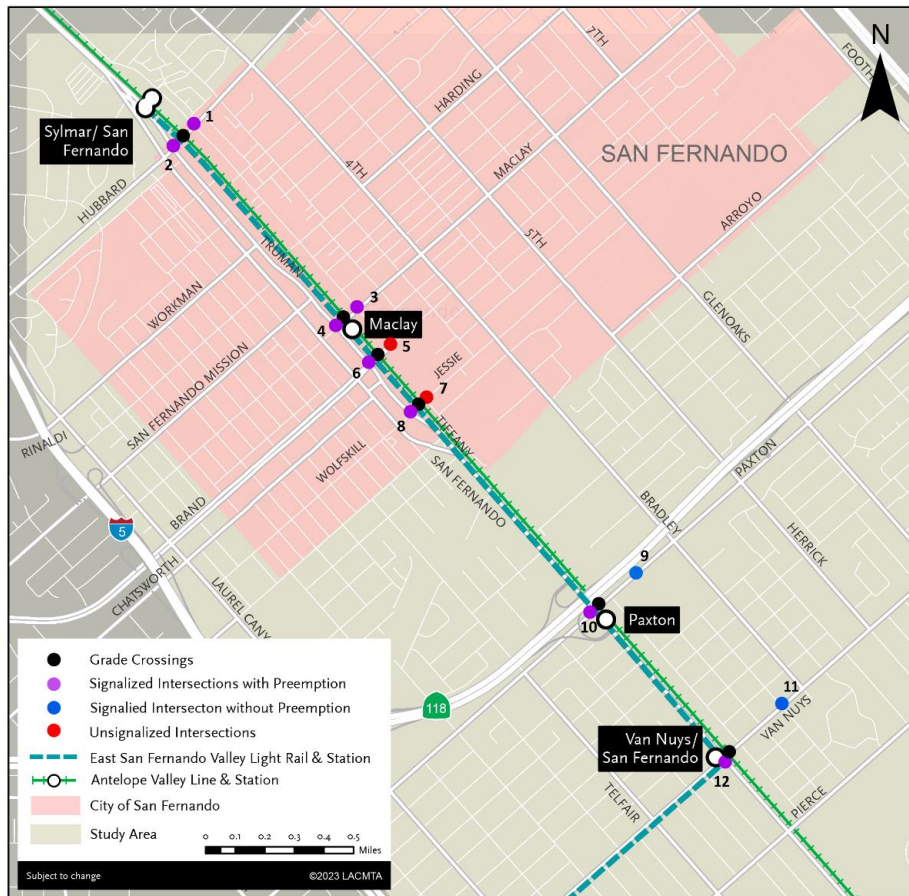 N
7TH
FOOTH
HARDING
1
Sylmar/ San
Fernando
2
MACLAY
SAN FERNANDO
4TH
HUBBARD
ARROYO
5TH
TRUMAN
3
GLENOAKS
WORKMAN
4
Maclay
5
6
JESSIE
7
SAN FERNANDO MISSION
8
TIFFANY
RINALDI
WOLFSKILL
SAN FERNANDO
PAXTON
BRADLEY
BRAND
5
HERRICK
CHATSWORTH
9
LAUREL CANY
10
Paxton
11
118
VAN NUYS
Van Nuys/
San Fernando
12
TELFAIR
PIERCE
Grade Crossings
Signalized Intersections with Preemption
Signalied Intersecton without Preemption
Unsignalized Intersections
East San Fernando Valley Light Rail & Station
Antelope Valley Line & Station
City of San Fernando
Study Area
0 0.1 0.2 0.3 0.4 0.5
Miles
Subject to change
©2023 LACMTA